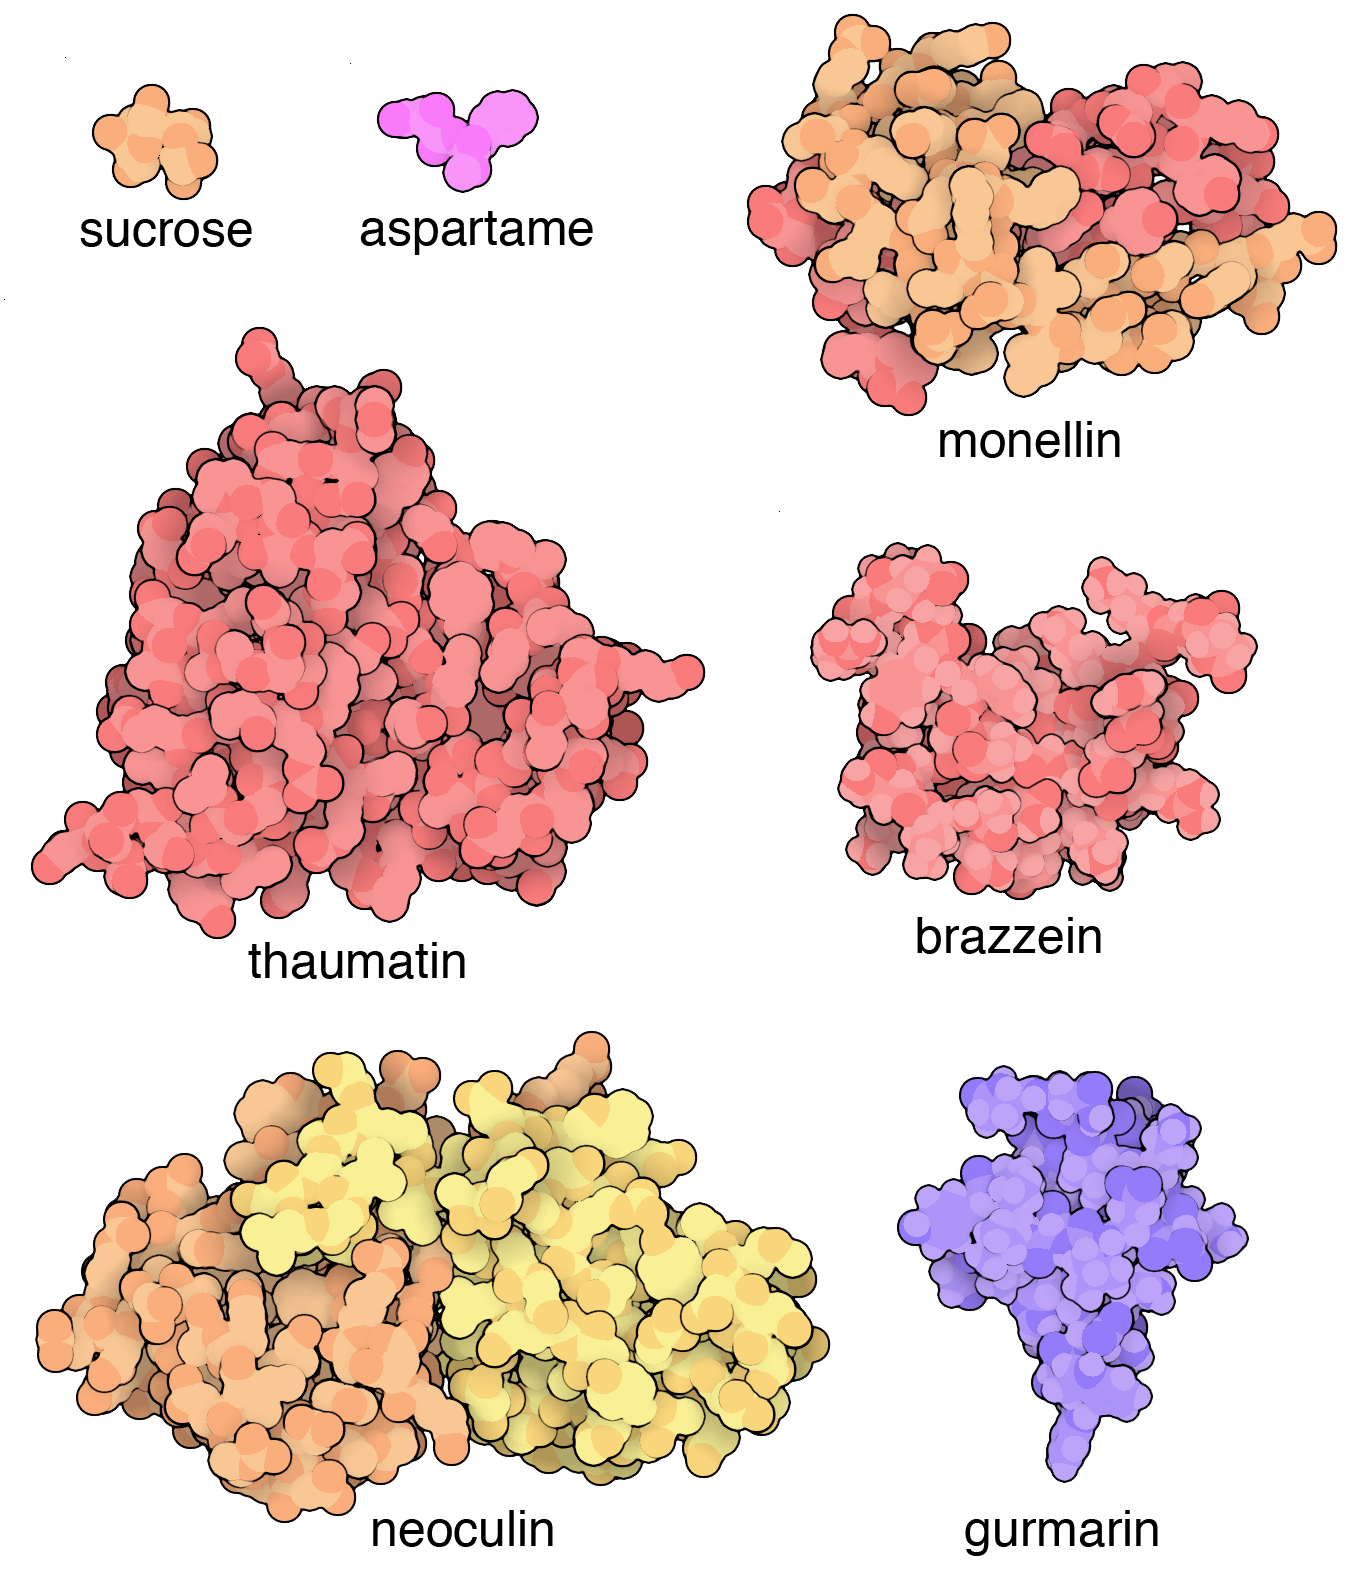 sucrose
aspartame
monellin
thaumatin
brazzein
neoculin
gurmarin